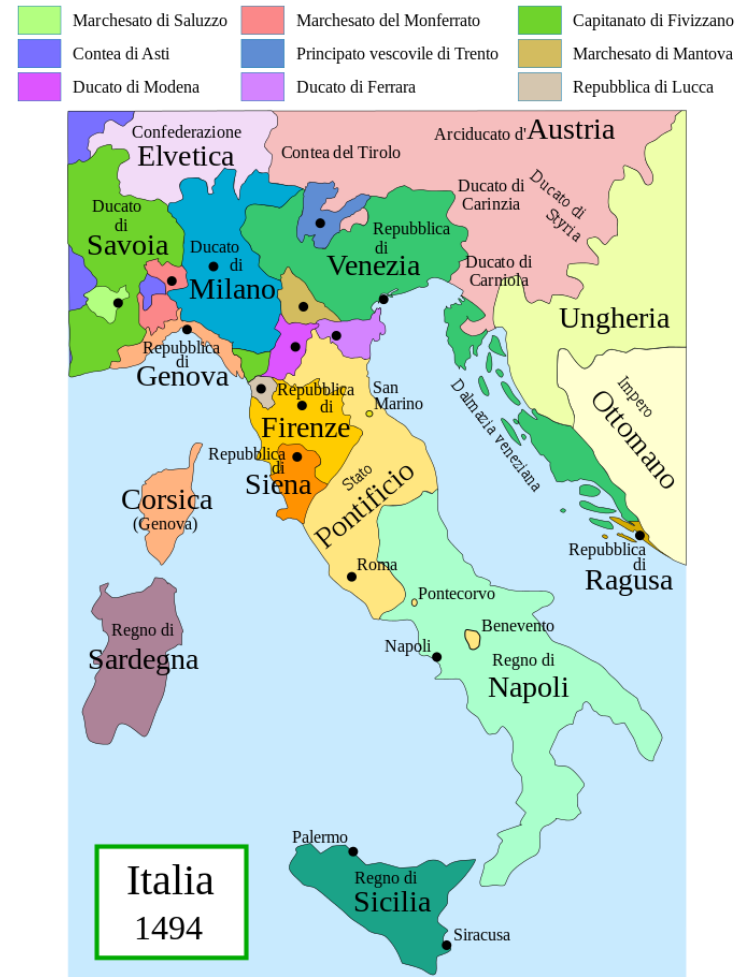 Marchesato di Saluzzo
Marchesato del Monferrato
Capitanato di Fivizzano
Contea di Asti
Principato vescovile di Trento
Marchesato di Mantova
Ducato di Modena
Ducato di Ferrara
Repubblica di Lucca
Confederazione
Elvetica
Arciducato d'Austria
Contea del Tirolo
Ducato di
Carinzia
Ducato di
Styria
Ducato
di
Savoia
Ducato
di
Milano
Repubblica
di
Venezia
Ducato di
Carniola
Ungheria
Repubblica
di
Genova
Impero
Ottomano
Dalmazia veneziana
San
Marino
Repubblica
di
Firenze
Repubblica
di
Siena
Stato
Pontificio
Corsica
(Genova)
Roma
Repubblica
di
Ragusa
Pontecorvo
Benevento
Regno di
Sardegna
Napoli
Regno di
Napoli
Palermo
Regno di
Sicilia
Siracusa
Italia
1494